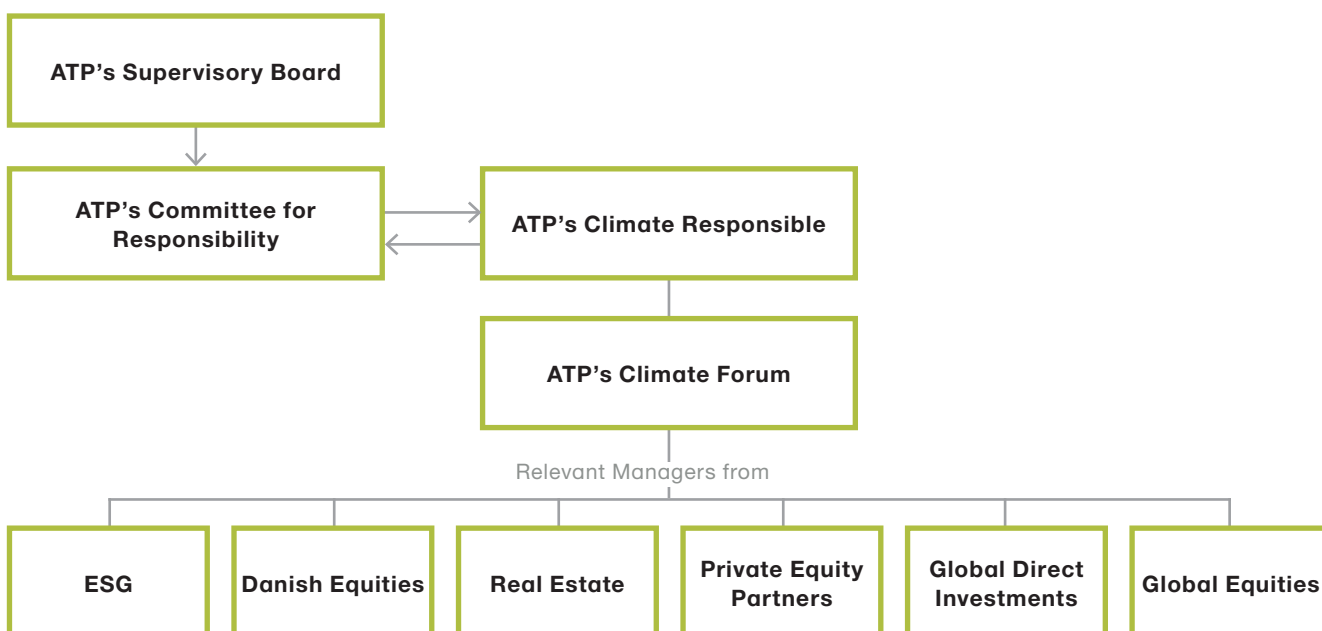 ATP’s Supervisory Board
ATP’s Committee for
Responsibility
ATP’s Climate Responsible
ATP’s Climate Forum
Relevant Managers from
ESG
Danish Equities
Real Estate
Private Equity
Partners
Global Direct
Investments
Global Equities